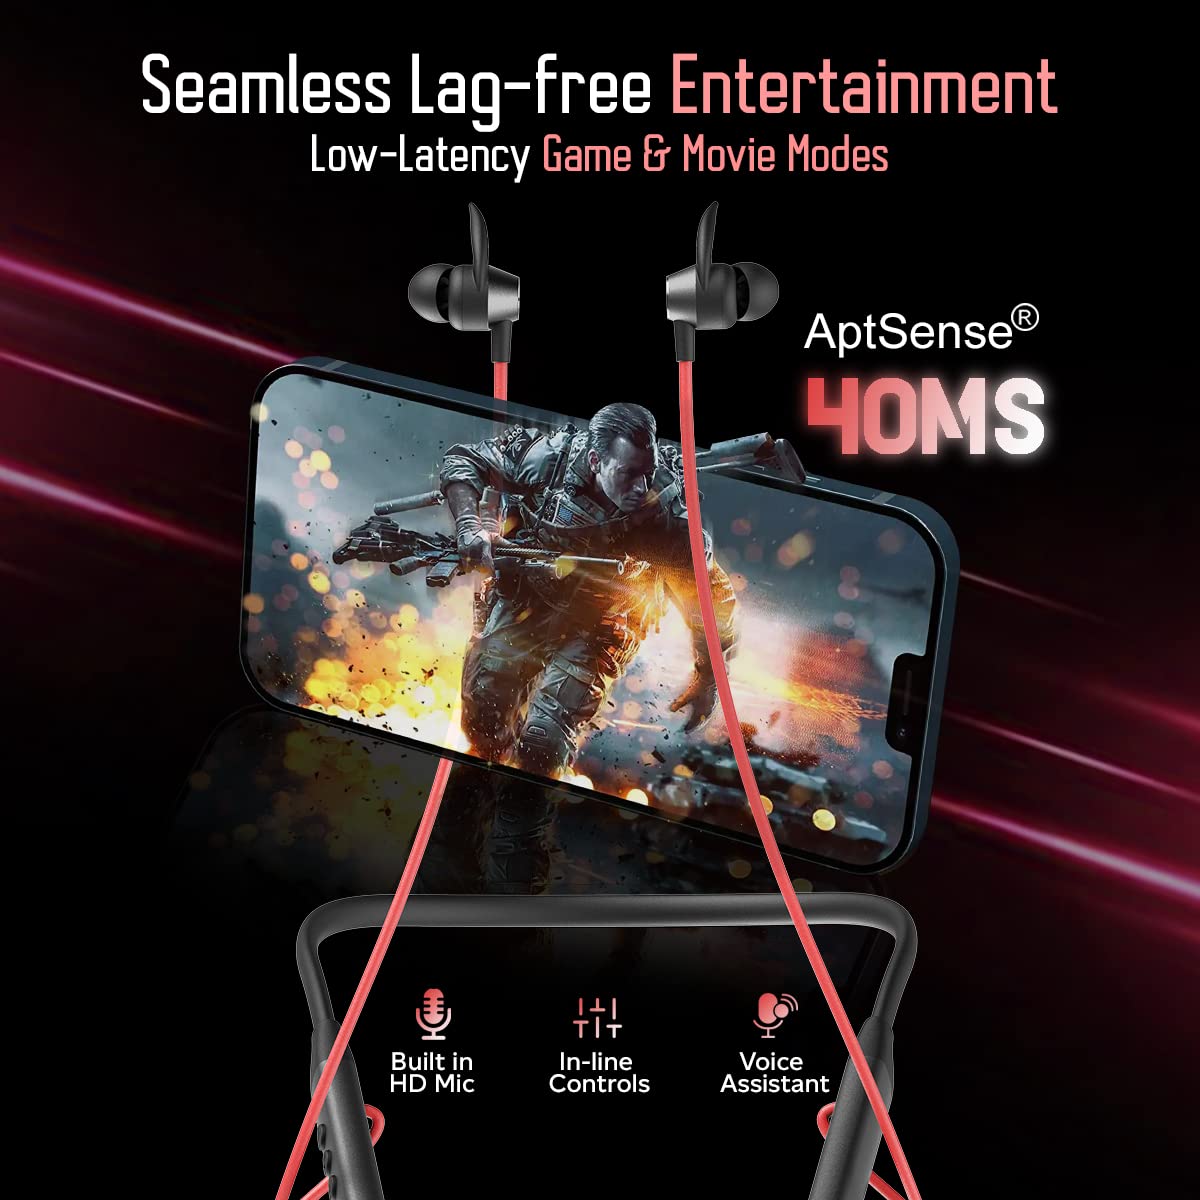 Seamless Lag-free Entertainment
Low-Latency Game & Movie Modes
AptSense®
40MS
Built in
HD Mic
In-line
Controls
Voice
Assistant